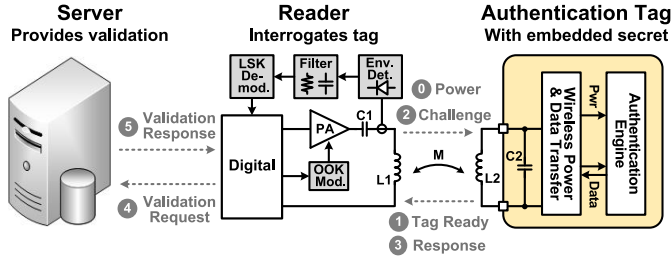 Server
Provides validation
Reader
Interrogates tag
Authentication Tag
With embedded secret
LSK
De-
mod.
Filter
Env.
Det.
0 Power
2 Challenge
5 Validation
Response
4 Validation
Request
Digital
PA
C1
OOK
Mod.
L1
M
L2
C2
1 Tag Ready
3 Response
Wireless Power
& Data Transfer
Pwr
Data
Authentication
Engine